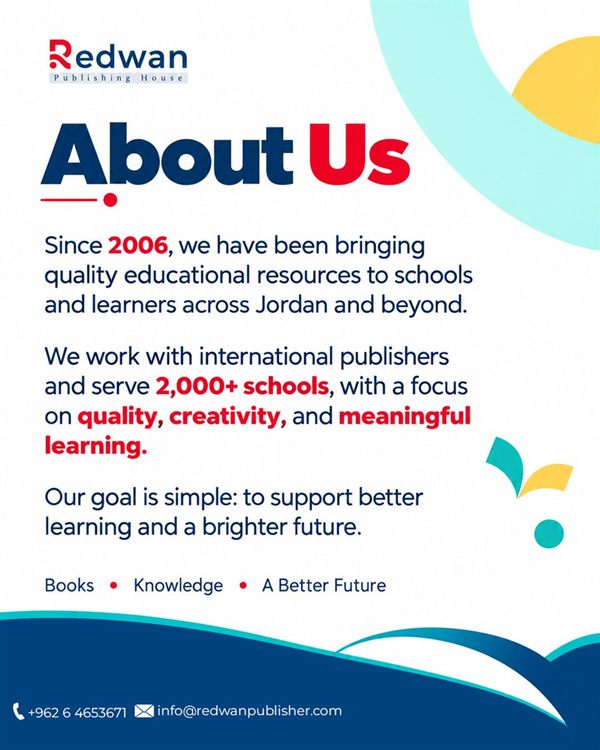 Redwan
Publishing House
About Us
Since 2006, we have been bringing
quality educational resources to schools
and learners across Jordan and beyond.
We work with international publishers
and serve 2,000+ schools, with a focus
on quality, creativity, and meaningful
learning.
Our goal is simple: to support better
learning and a brighter future.
Books • Knowledge • A Better Future
+962 6 4653671 info@redwanpublisher.com